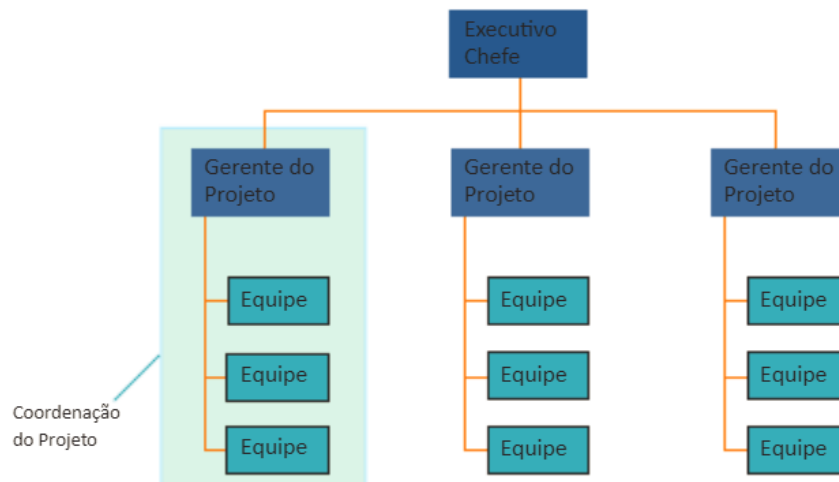 Executivo
Chefe
Gerente do
Projeto
Gerente do
Projeto
Gerente do
Projeto
Equipe
Equipe
Equipe
Equipe
Equipe
Equipe
Equipe
Equipe
Equipe
Coordenação
do Projeto